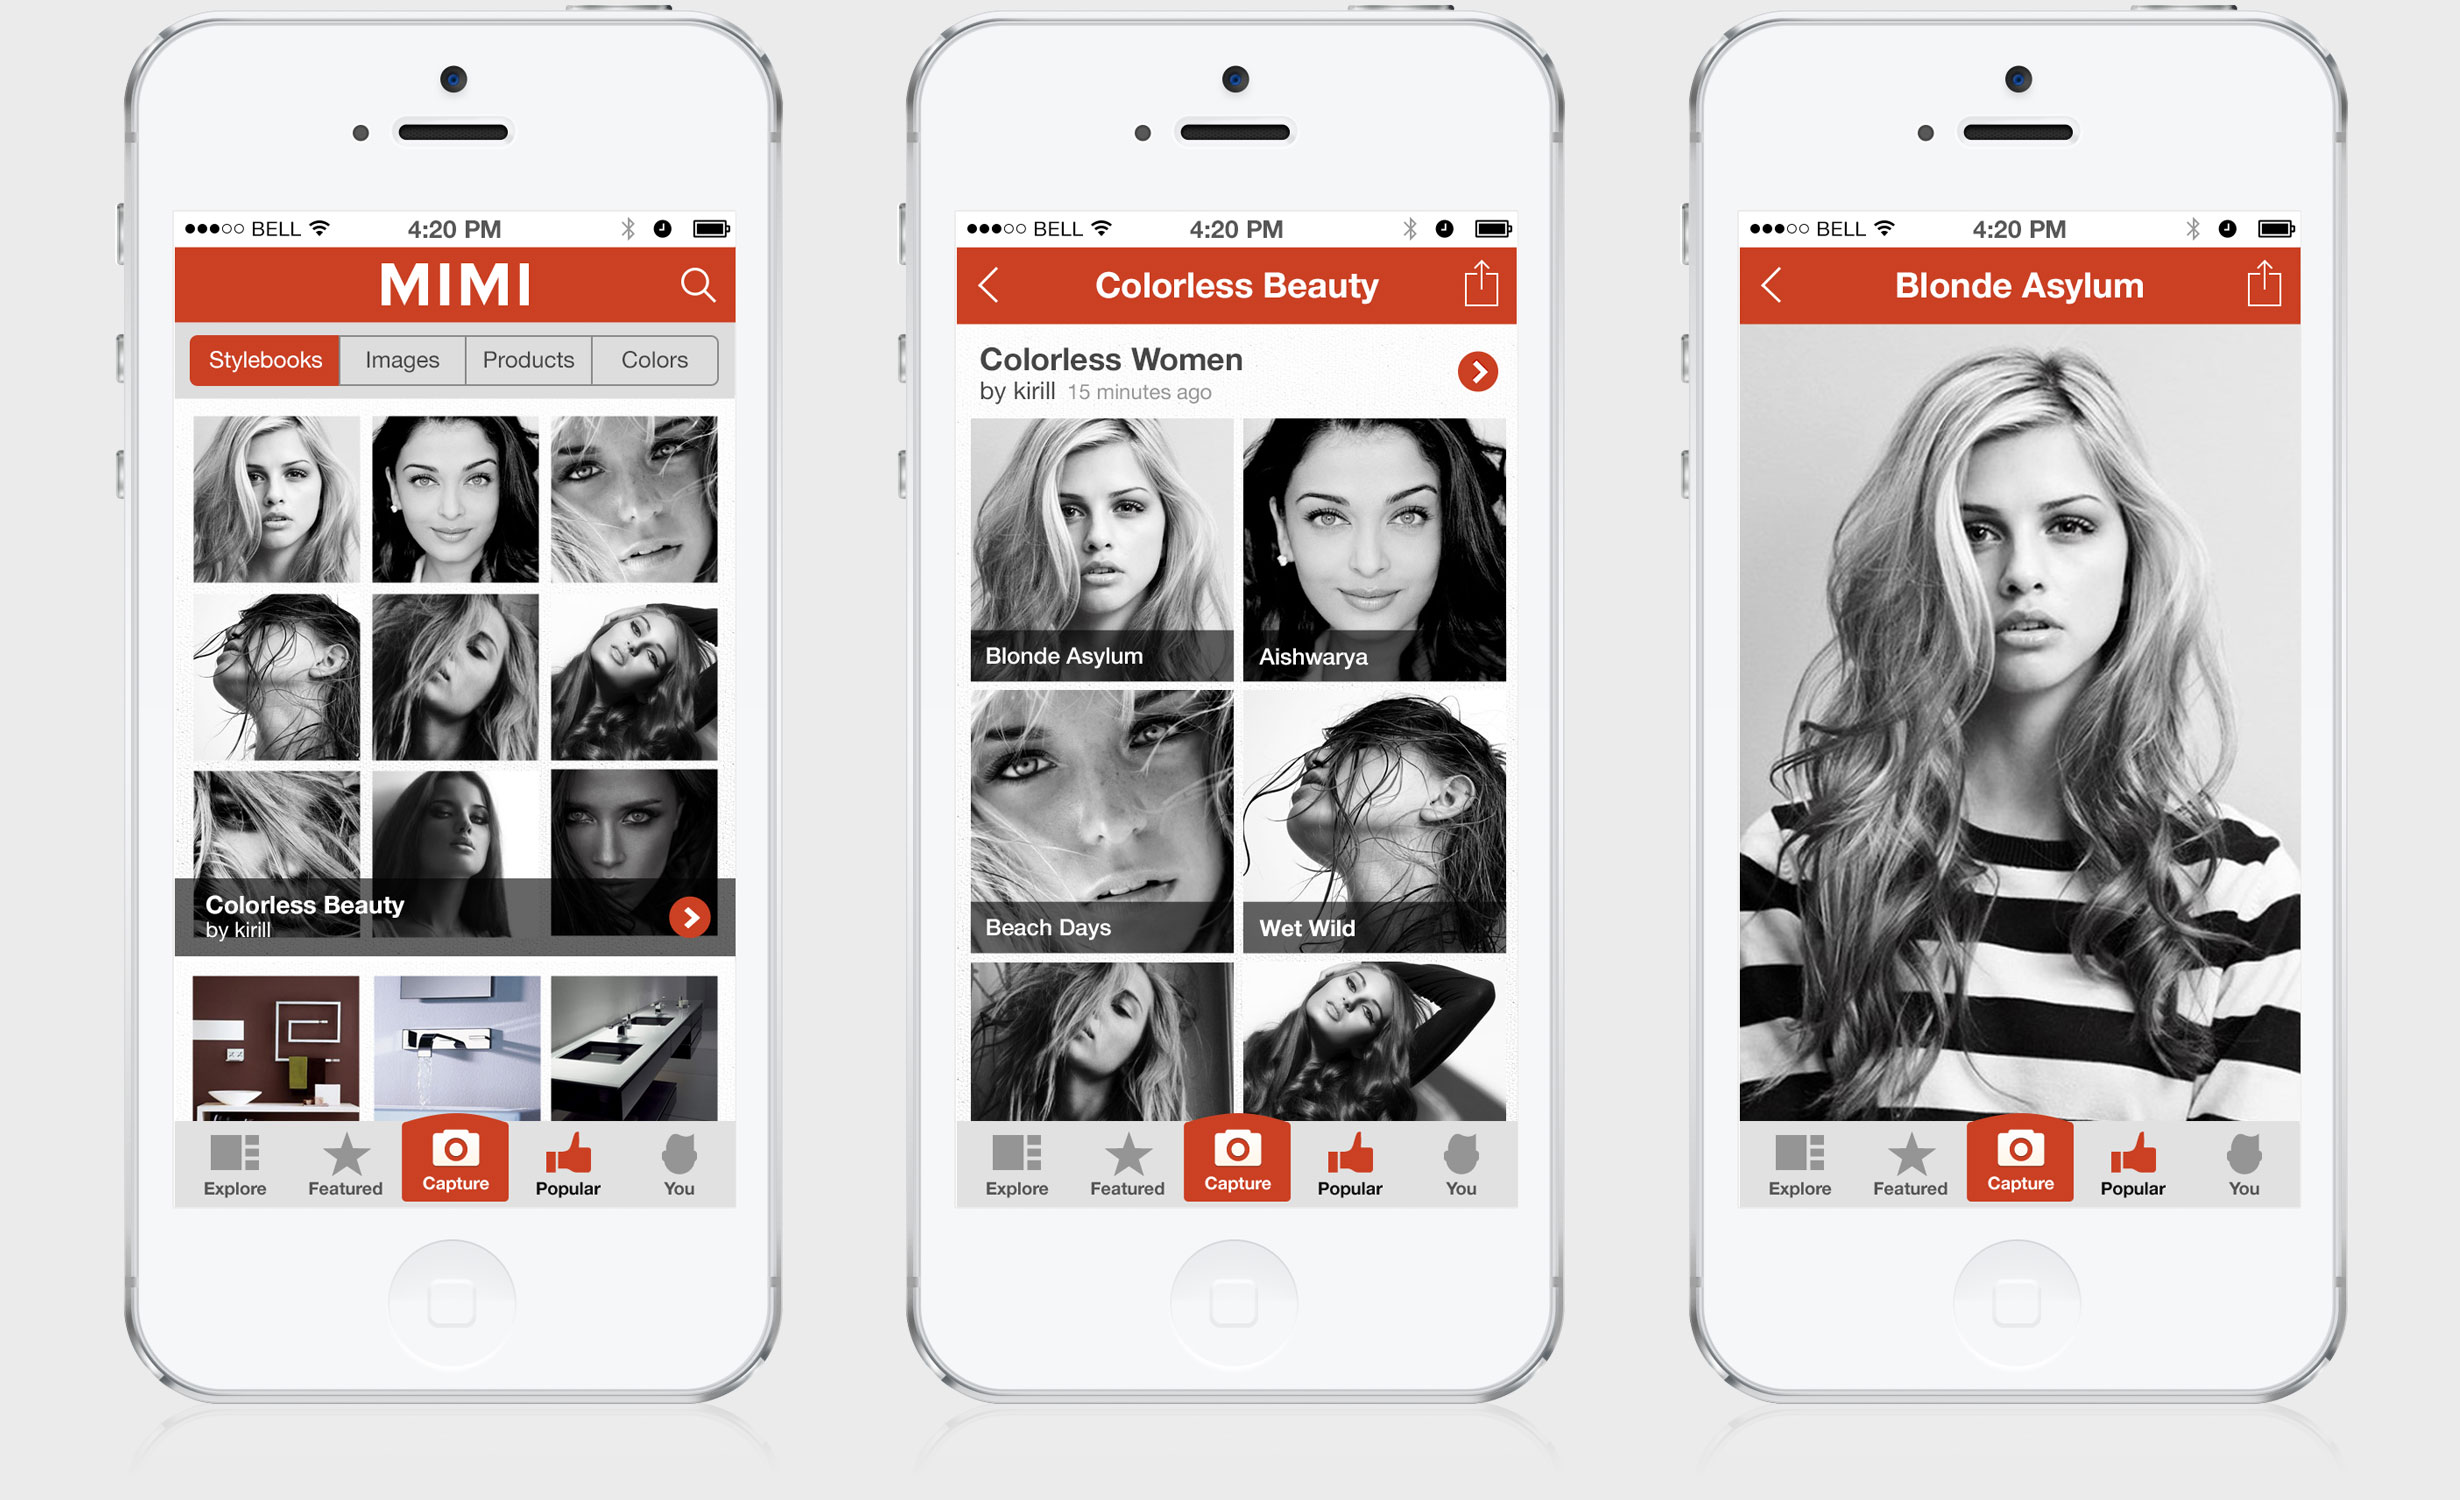 BELL 4:20 PM
MIMI
Stylebooks Images Products Colors
Colorless Beauty
by kirill
Explore Featured Capture Popular You
BELL 4:20 PM
Colorless Beauty
Colorless Women
by kirill 15 minutes ago
Blonde Asylum Aishwarya
Beach Days Wet Wild
Explore Featured Capture Popular You
BELL 4:20 PM
Blonde Asylum
Explore Featured Capture Popular You